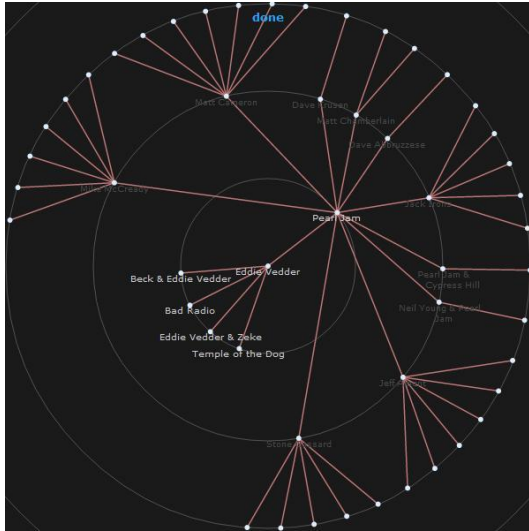 done
Matt Cameron
Dave Krusen
Matt Chamberlain
Dave Abbruzzese
Mike McCready
Jack Irons
Pearl Jam
Eddie Vedder
Beck & Eddie Vedder
Pearl Jam &
Cypress Hill
Bad Radio
Neil Young & Pearl
Jam
Eddie Vedder & Zeke
Temple of the Dog
Jeff Ament
Stone Gossard